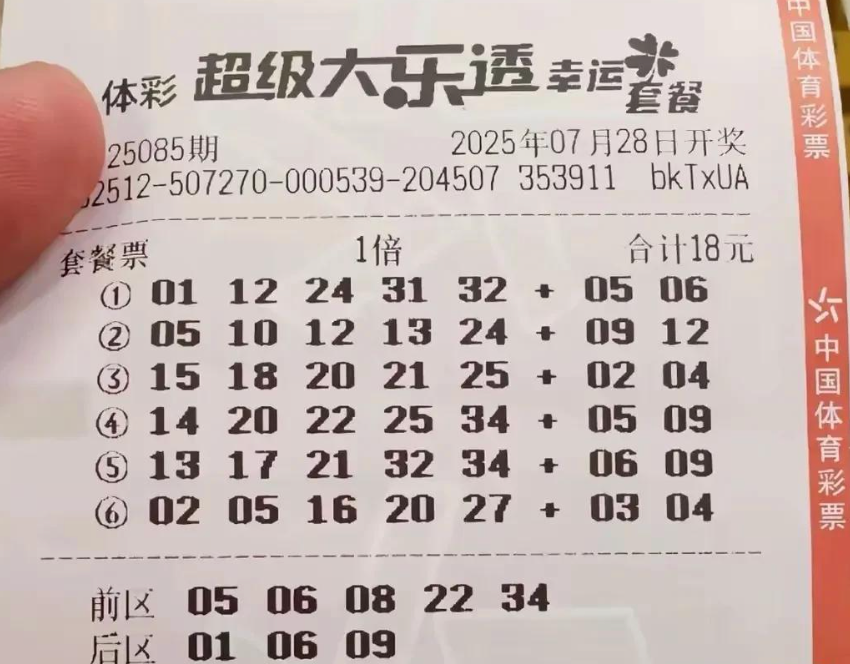 体彩 超级大乐透 幸运套餐
25085期 2025年07月28日开奖
2512-507270-000539-204507 353911 bkTxUA
套餐票 1倍 合计18元
① 01 12 24 31 32 + 05 06
② 05 10 12 13 24 + 09 12
③ 15 18 20 21 25 + 02 04
④ 14 20 22 25 34 + 05 09
⑤ 13 17 21 32 34 + 06 09
⑥ 02 05 16 20 27 + 03 04
前区 05 06 08 22 34
后区 01 06 09
中国体育彩票
中国体育彩票